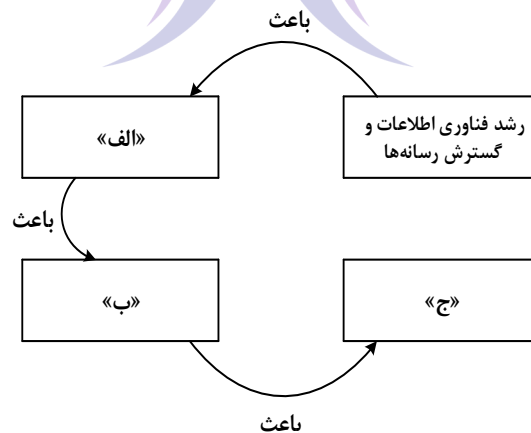 باعث
رشد فناوری اطلاعات و
گسترش رسانه‌ها
«الف»
باعث
«ب»
«ج»
باعث